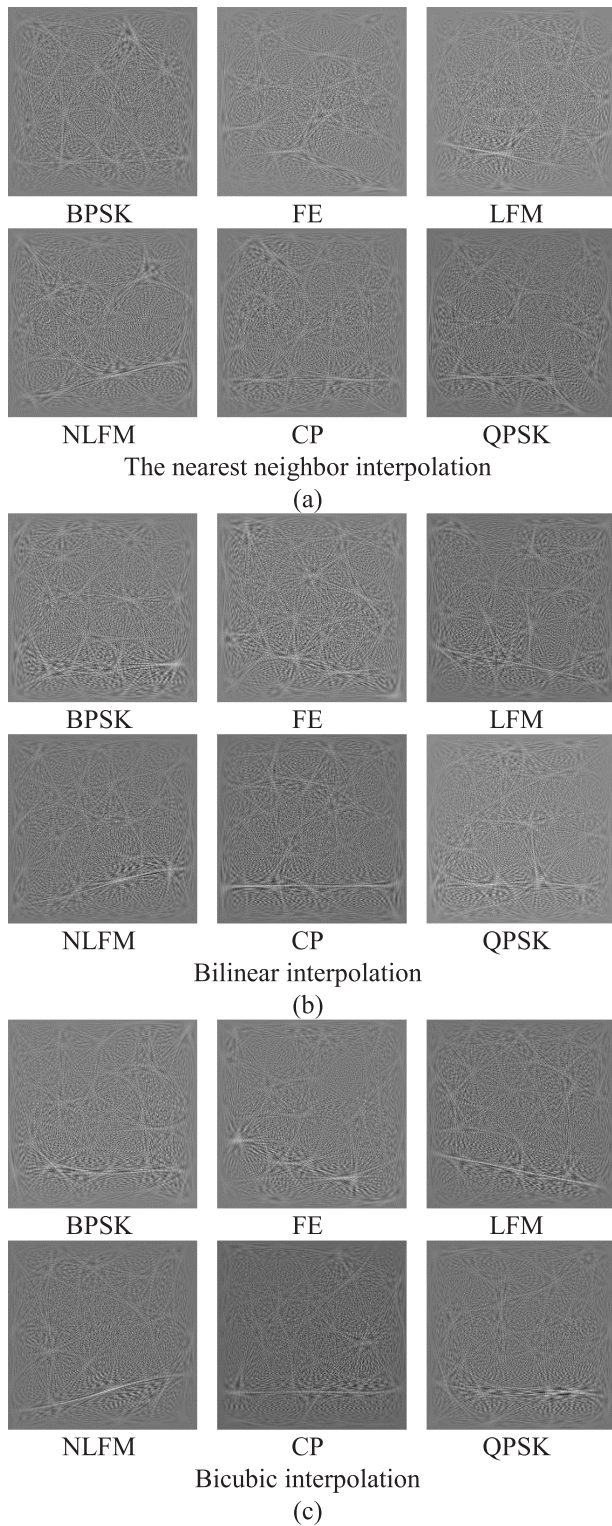 BPSK FE LFM
NLFM CP QPSK
The nearest neighbor interpolation
(a)
BPSK FE LFM
NLFM CP QPSK
Bilinear interpolation
(b)
BPSK FE LFM
NLFM CP QPSK
Bicubic interpolation
(c)